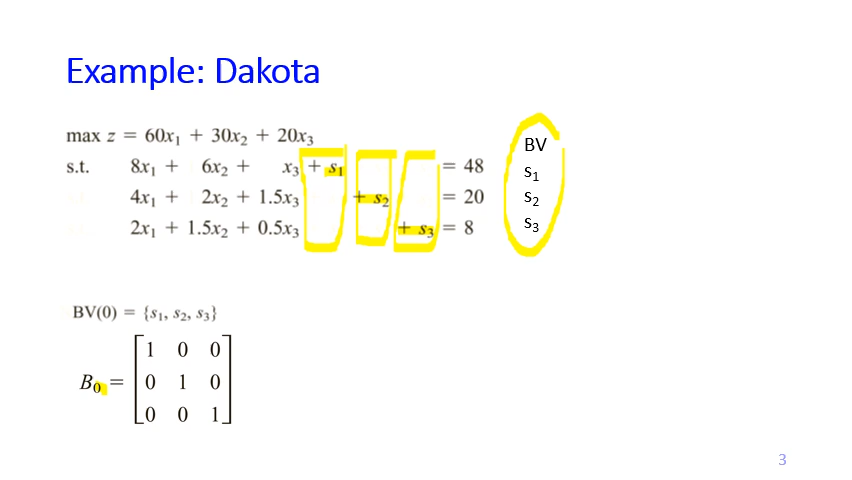 Example: Dakota
max z = 60x₁ + 30x₂ + 20x₃
s.t. 8x₁ + 6x₂ + x₃ + s₁ = 48
4x₁ + 2x₂ + 1.5x₃ + s₂ = 20
2x₁ + 1.5x₂ + 0.5x₃ + s₃ = 8
BV
s₁
s₂
s₃
BV(0) = {s₁, s₂, s₃}
B₀ =
1 0 0
0 1 0
0 0 1
3